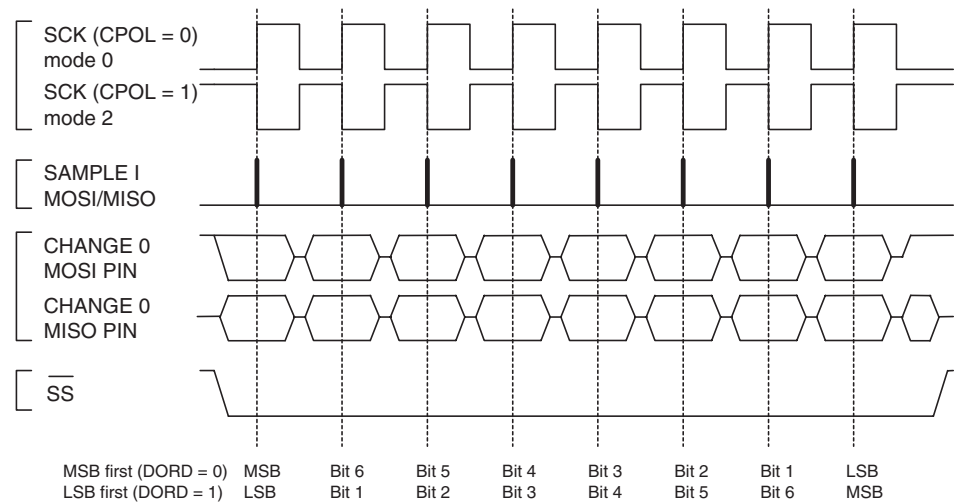 SCK (CPOL = 0)
mode 0
SCK (CPOL = 1)
mode 2
SAMPLE I
MOSI/MISO
CHANGE 0
MOSI PIN
CHANGE 0
MISO PIN
SS
MSB first (DORD = 0) MSB Bit 6 Bit 5 Bit 4 Bit 3 Bit 2 Bit 1 LSB
LSB first (DORD = 1) LSB Bit 1 Bit 2 Bit 3 Bit 4 Bit 5 Bit 6 MSB